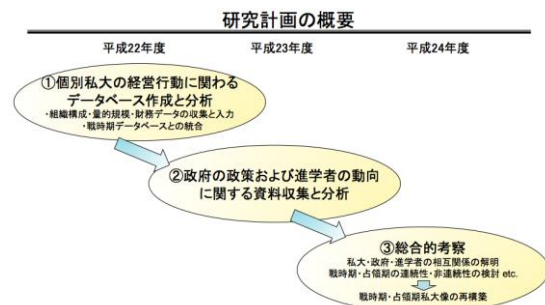 研究計画の概要
平成22年度 平成23年度 平成24年度
①個別私大の経営行動に関わる
データベース作成と分析
・組織構成・量的規模・財務データの収集と入力
・戦時期データベースとの統合
②政府の政策および進学者の動向
に関する資料収集と分析
③総合的考察
私大・政府・進学者の相互関係の解明
戦時期・占領期の連続性・非連続性の検討 etc.
戦時期・占領期私大像の再構築